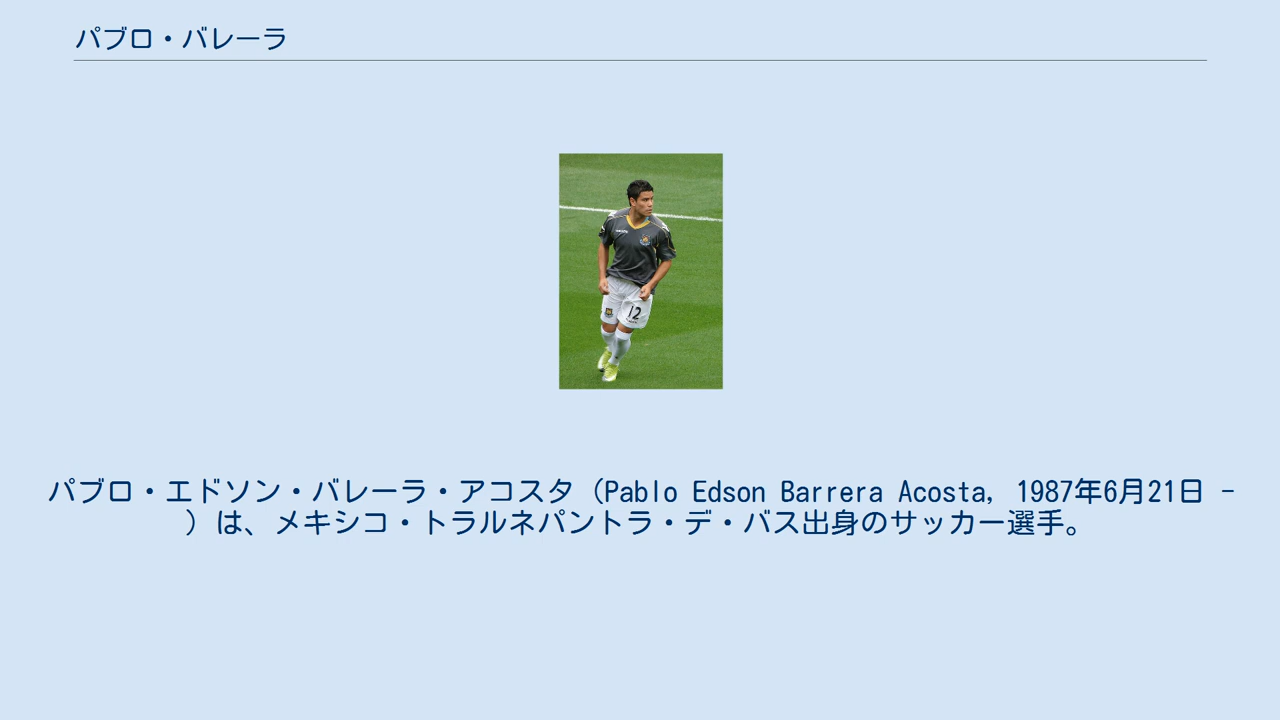 パブロ・バレーラ
12
パブロ・エドソン・バレーラ・アコスタ（Pablo Edson Barrera Acosta, 1987年6月21日 -
）は、メキシコ・トラルネパントラ・デ・バス出身のサッカー選手。